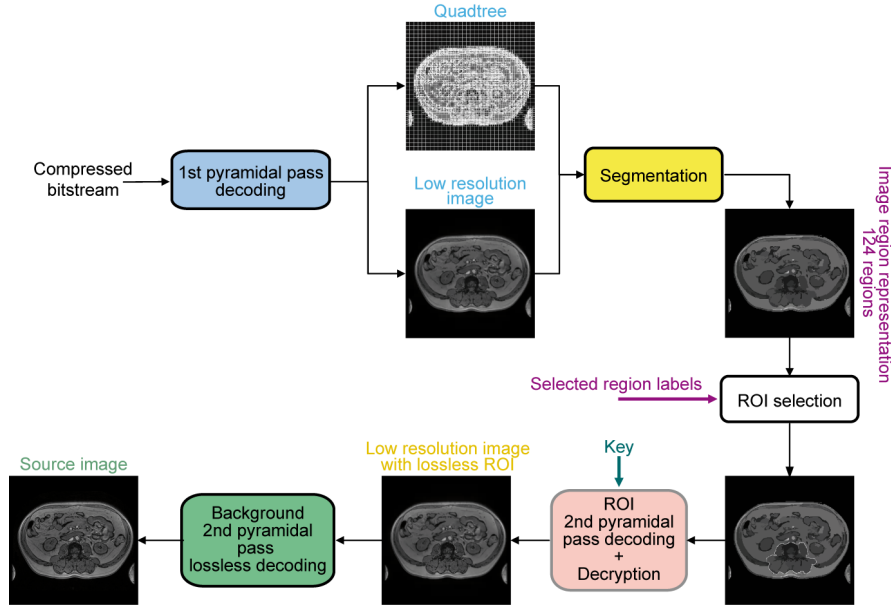 Quadtree
Compressed
bitstream
1st pyramidal pass
decoding
Low resolution
image
Segmentation
Image region representation
124 regions
Selected region labels
ROI selection
Key
Low resolution image
with lossless ROI
Source image
ROI
2nd pyramidal
pass decoding
+
Decryption
Background
2nd pyramidal
pass
lossless decoding